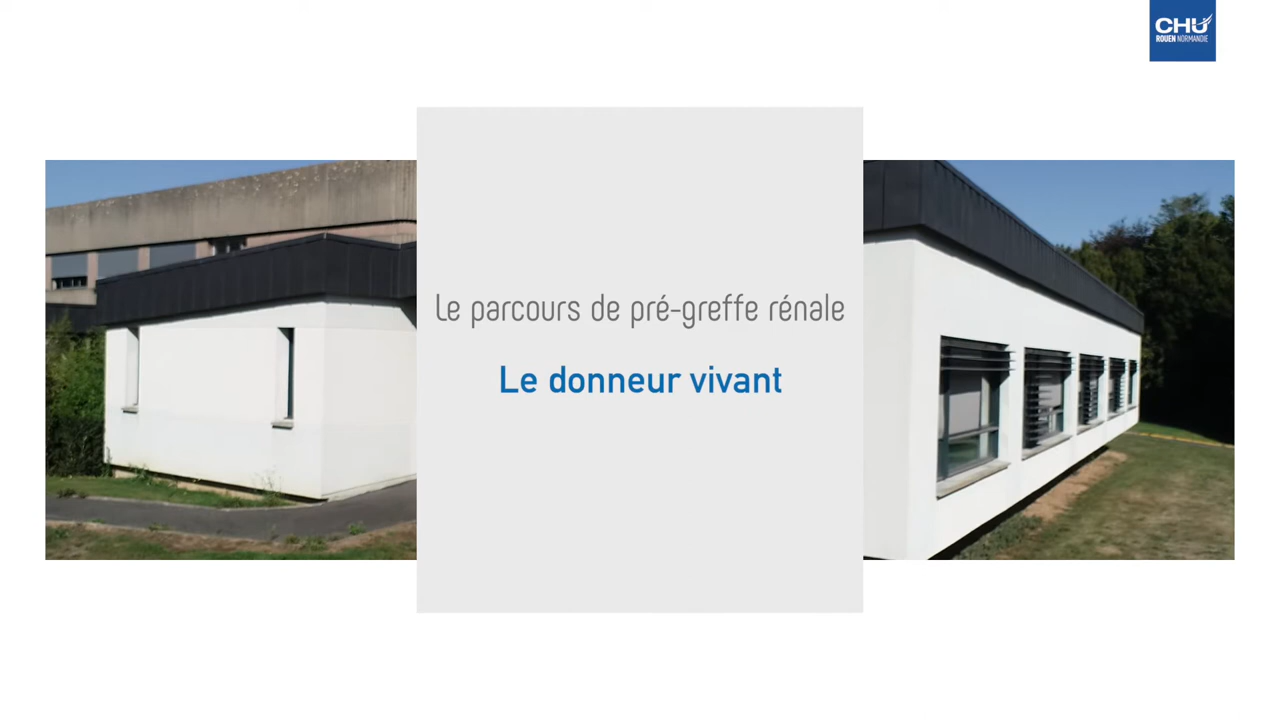 CHU
ROUEN NORMANDIE
Le parcours de pré-greffe rénale
Le donneur vivant